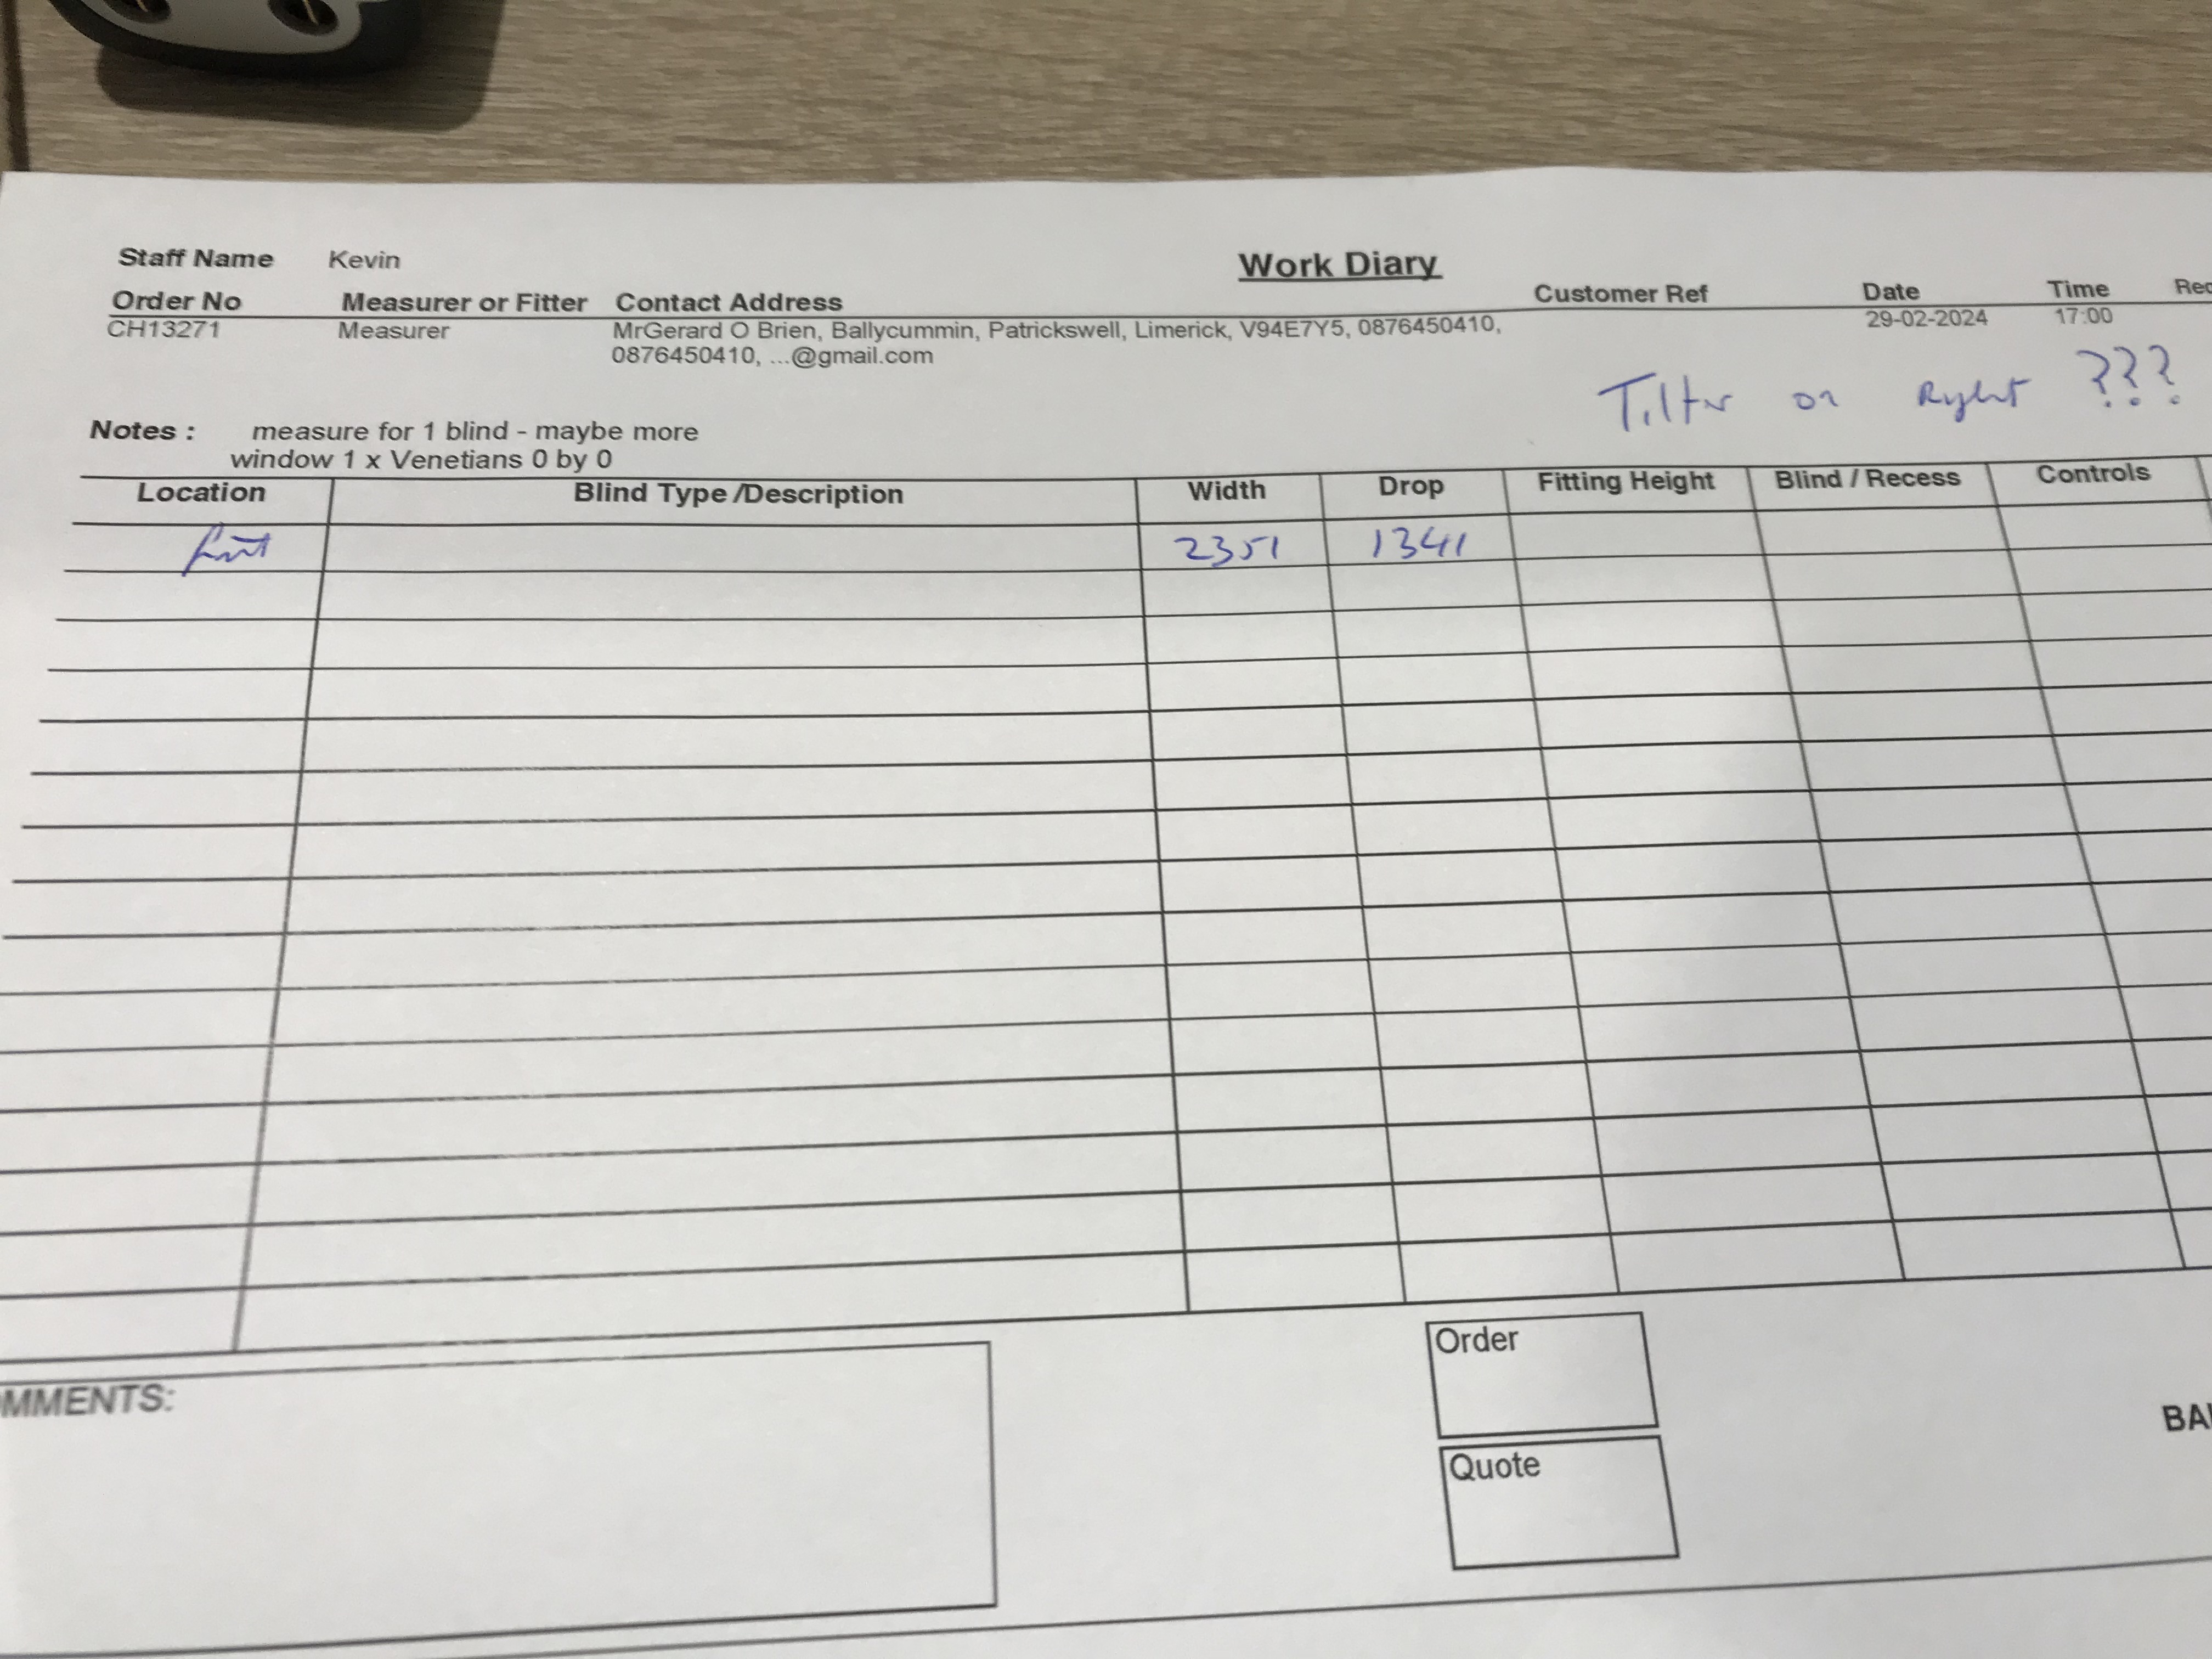 Staff Name Kevin
Work Diary
Order No Measurer or Fitter Contact Address Customer Ref Date Time Rec
CH13271 Measurer MrGerard O Brien, Ballycummin, Patrickswell, Limerick, V94E7Y5, 0876450410, 29-02-2024 17:00
0876450410, ...@gmail.com
Tilter on Right ???
Notes : measure for 1 blind - maybe more
window 1 x Venetians 0 by 0
Location Blind Type /Description Width Drop Fitting Height Blind / Recess Controls
2351 1341
Order
MMENTS:
BA
Quote